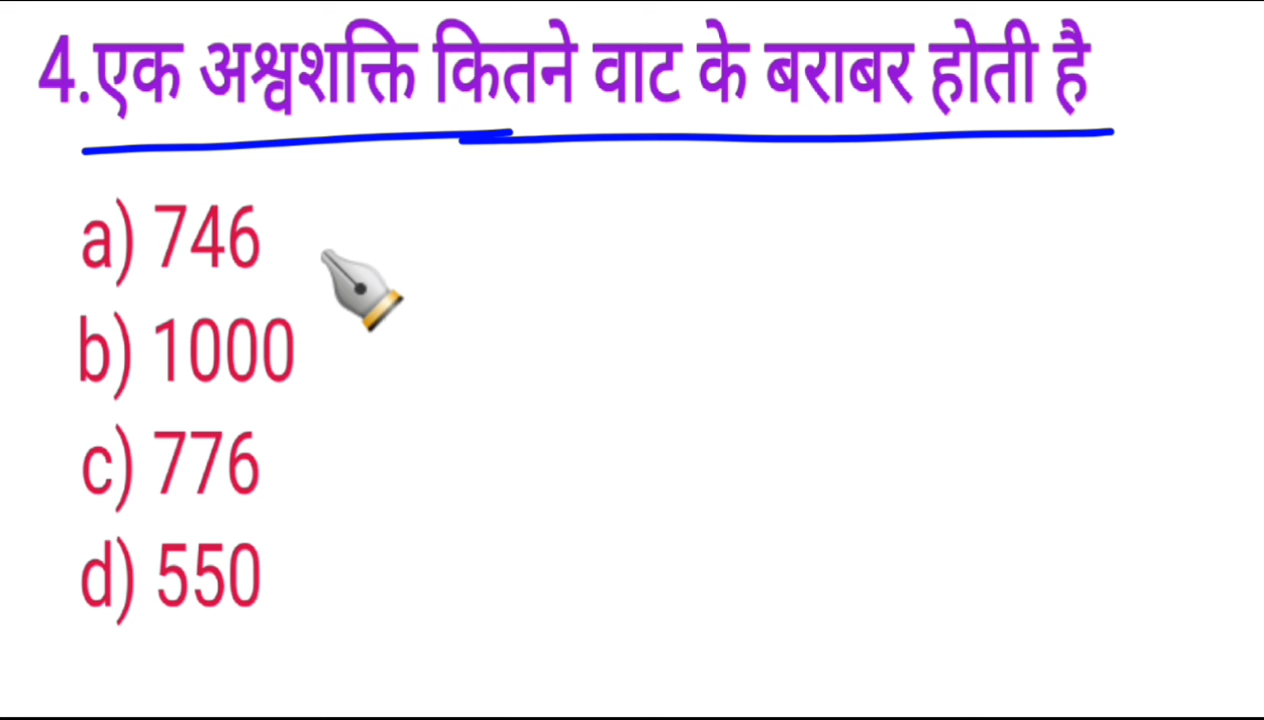 4.एक अश्वशक्ति कितने वाट के बराबर होती है
a) 746
b) 1000
c) 776
d) 550